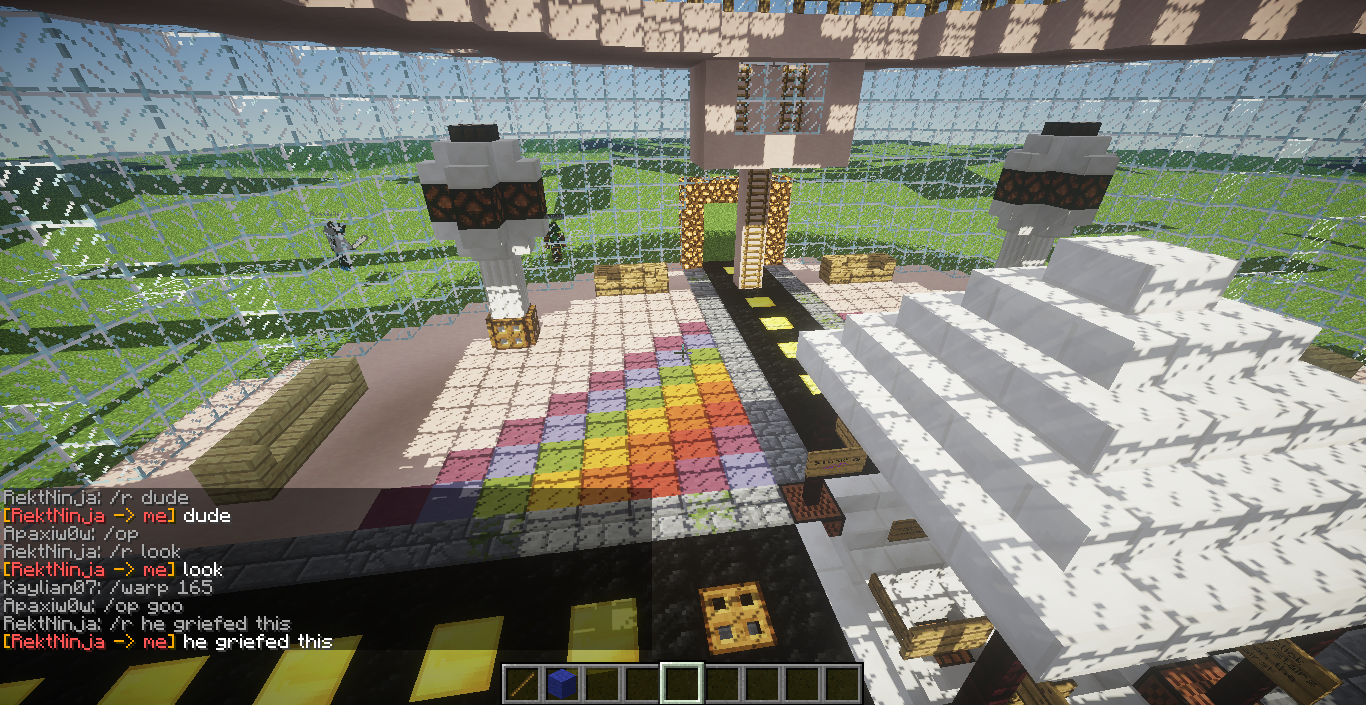 RektNinja: /r dude
[RektNinja -> me] dude
Apaxiw0w: /op
RektNinja: /r look
[RektNinja -> me] look
Kaylian07: /warp 165
Apaxiw0w: /op goo
RektNinja: /r he griefed this
[RektNinja -> me] he griefed this